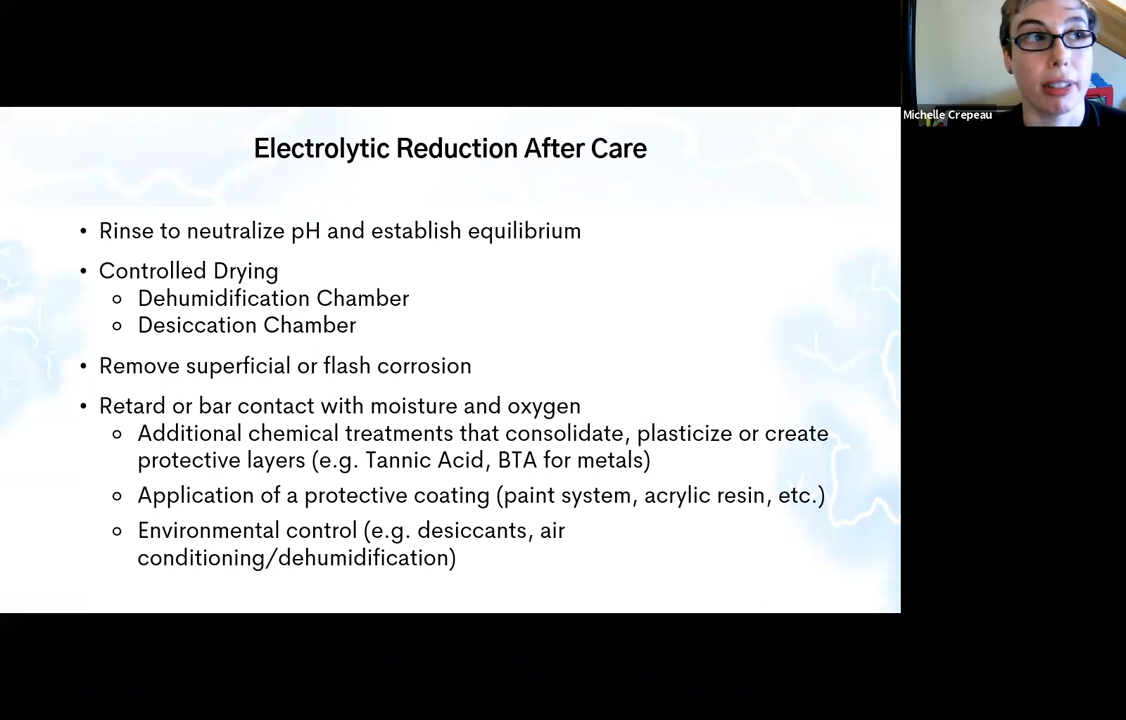 Electrolytic Reduction After Care
• Rinse to neutralize pH and establish equilibrium
• Controlled Drying
○ Dehumidification Chamber
○ Desiccation Chamber
• Remove superficial or flash corrosion
• Retard or bar contact with moisture and oxygen
○ Additional chemical treatments that consolidate, plasticize or create
protective layers (e.g. Tannic Acid, BTA for metals)
○ Application of a protective coating (paint system, acrylic resin, etc.)
○ Environmental control (e.g. desiccants, air
conditioning/dehumidification)
Michelle Crepeau